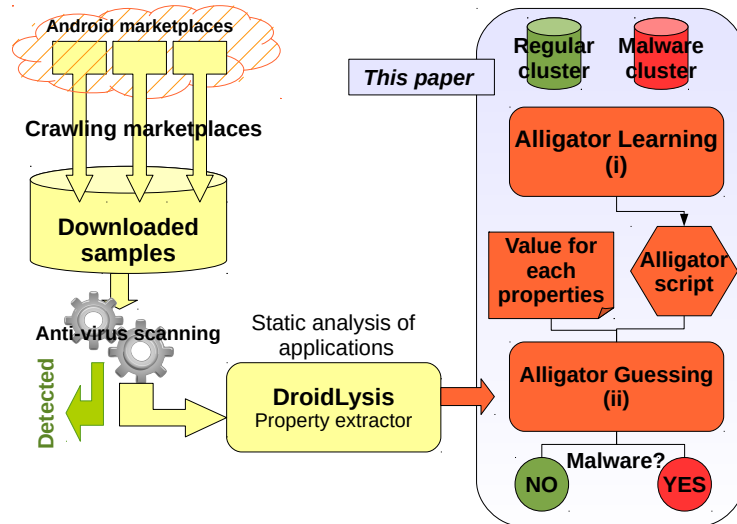 Android marketplaces
Crawling marketplaces
Downloaded
samples
Anti-virus scanning
Detected
Static analysis of
applications
DroidLysis
Property extractor
This paper
Regular
cluster
Malware
cluster
Alligator Learning
(i)
Value for
each
properties
Alligator
script
Alligator Guessing
(ii)
Malware?
NO
YES